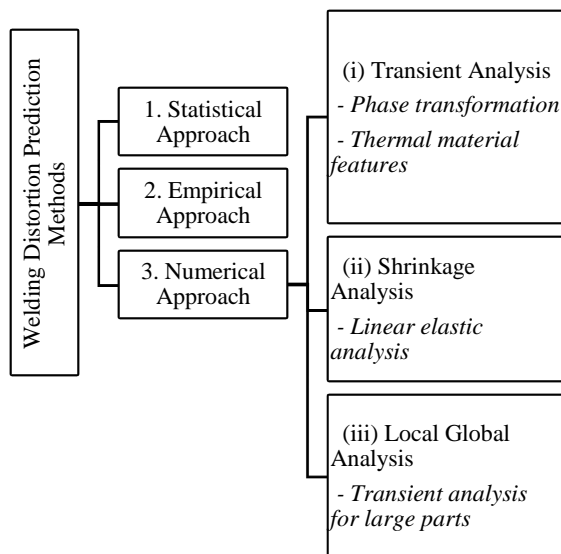 Welding Distortion Prediction
Methods
1. Statistical
Approach
2. Empirical
Approach
3. Numerical
Approach
(i) Transient Analysis
- Phase transformation
- Thermal material
features
(ii) Shrinkage
Analysis
- Linear elastic
analysis
(iii) Local Global
Analysis
- Transient analysis
for large parts